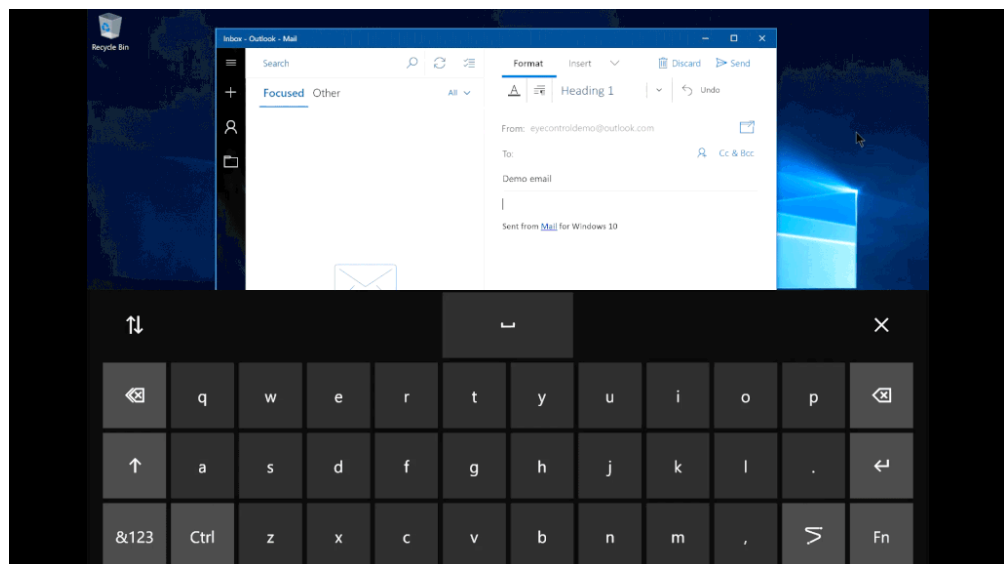 Recycle Bin
Inbox - Outlook - Mail
Search
Format Insert Discard Send
Focused Other All
A Heading 1 Undo
From: eyecontroldemo@outlook.com
To: Cc & Bcc
Demo email
Sent from Mail for Windows 10
q w e r t y u i o p
a s d f g h j k l .
&123 Ctrl z x c v b n m , Fn